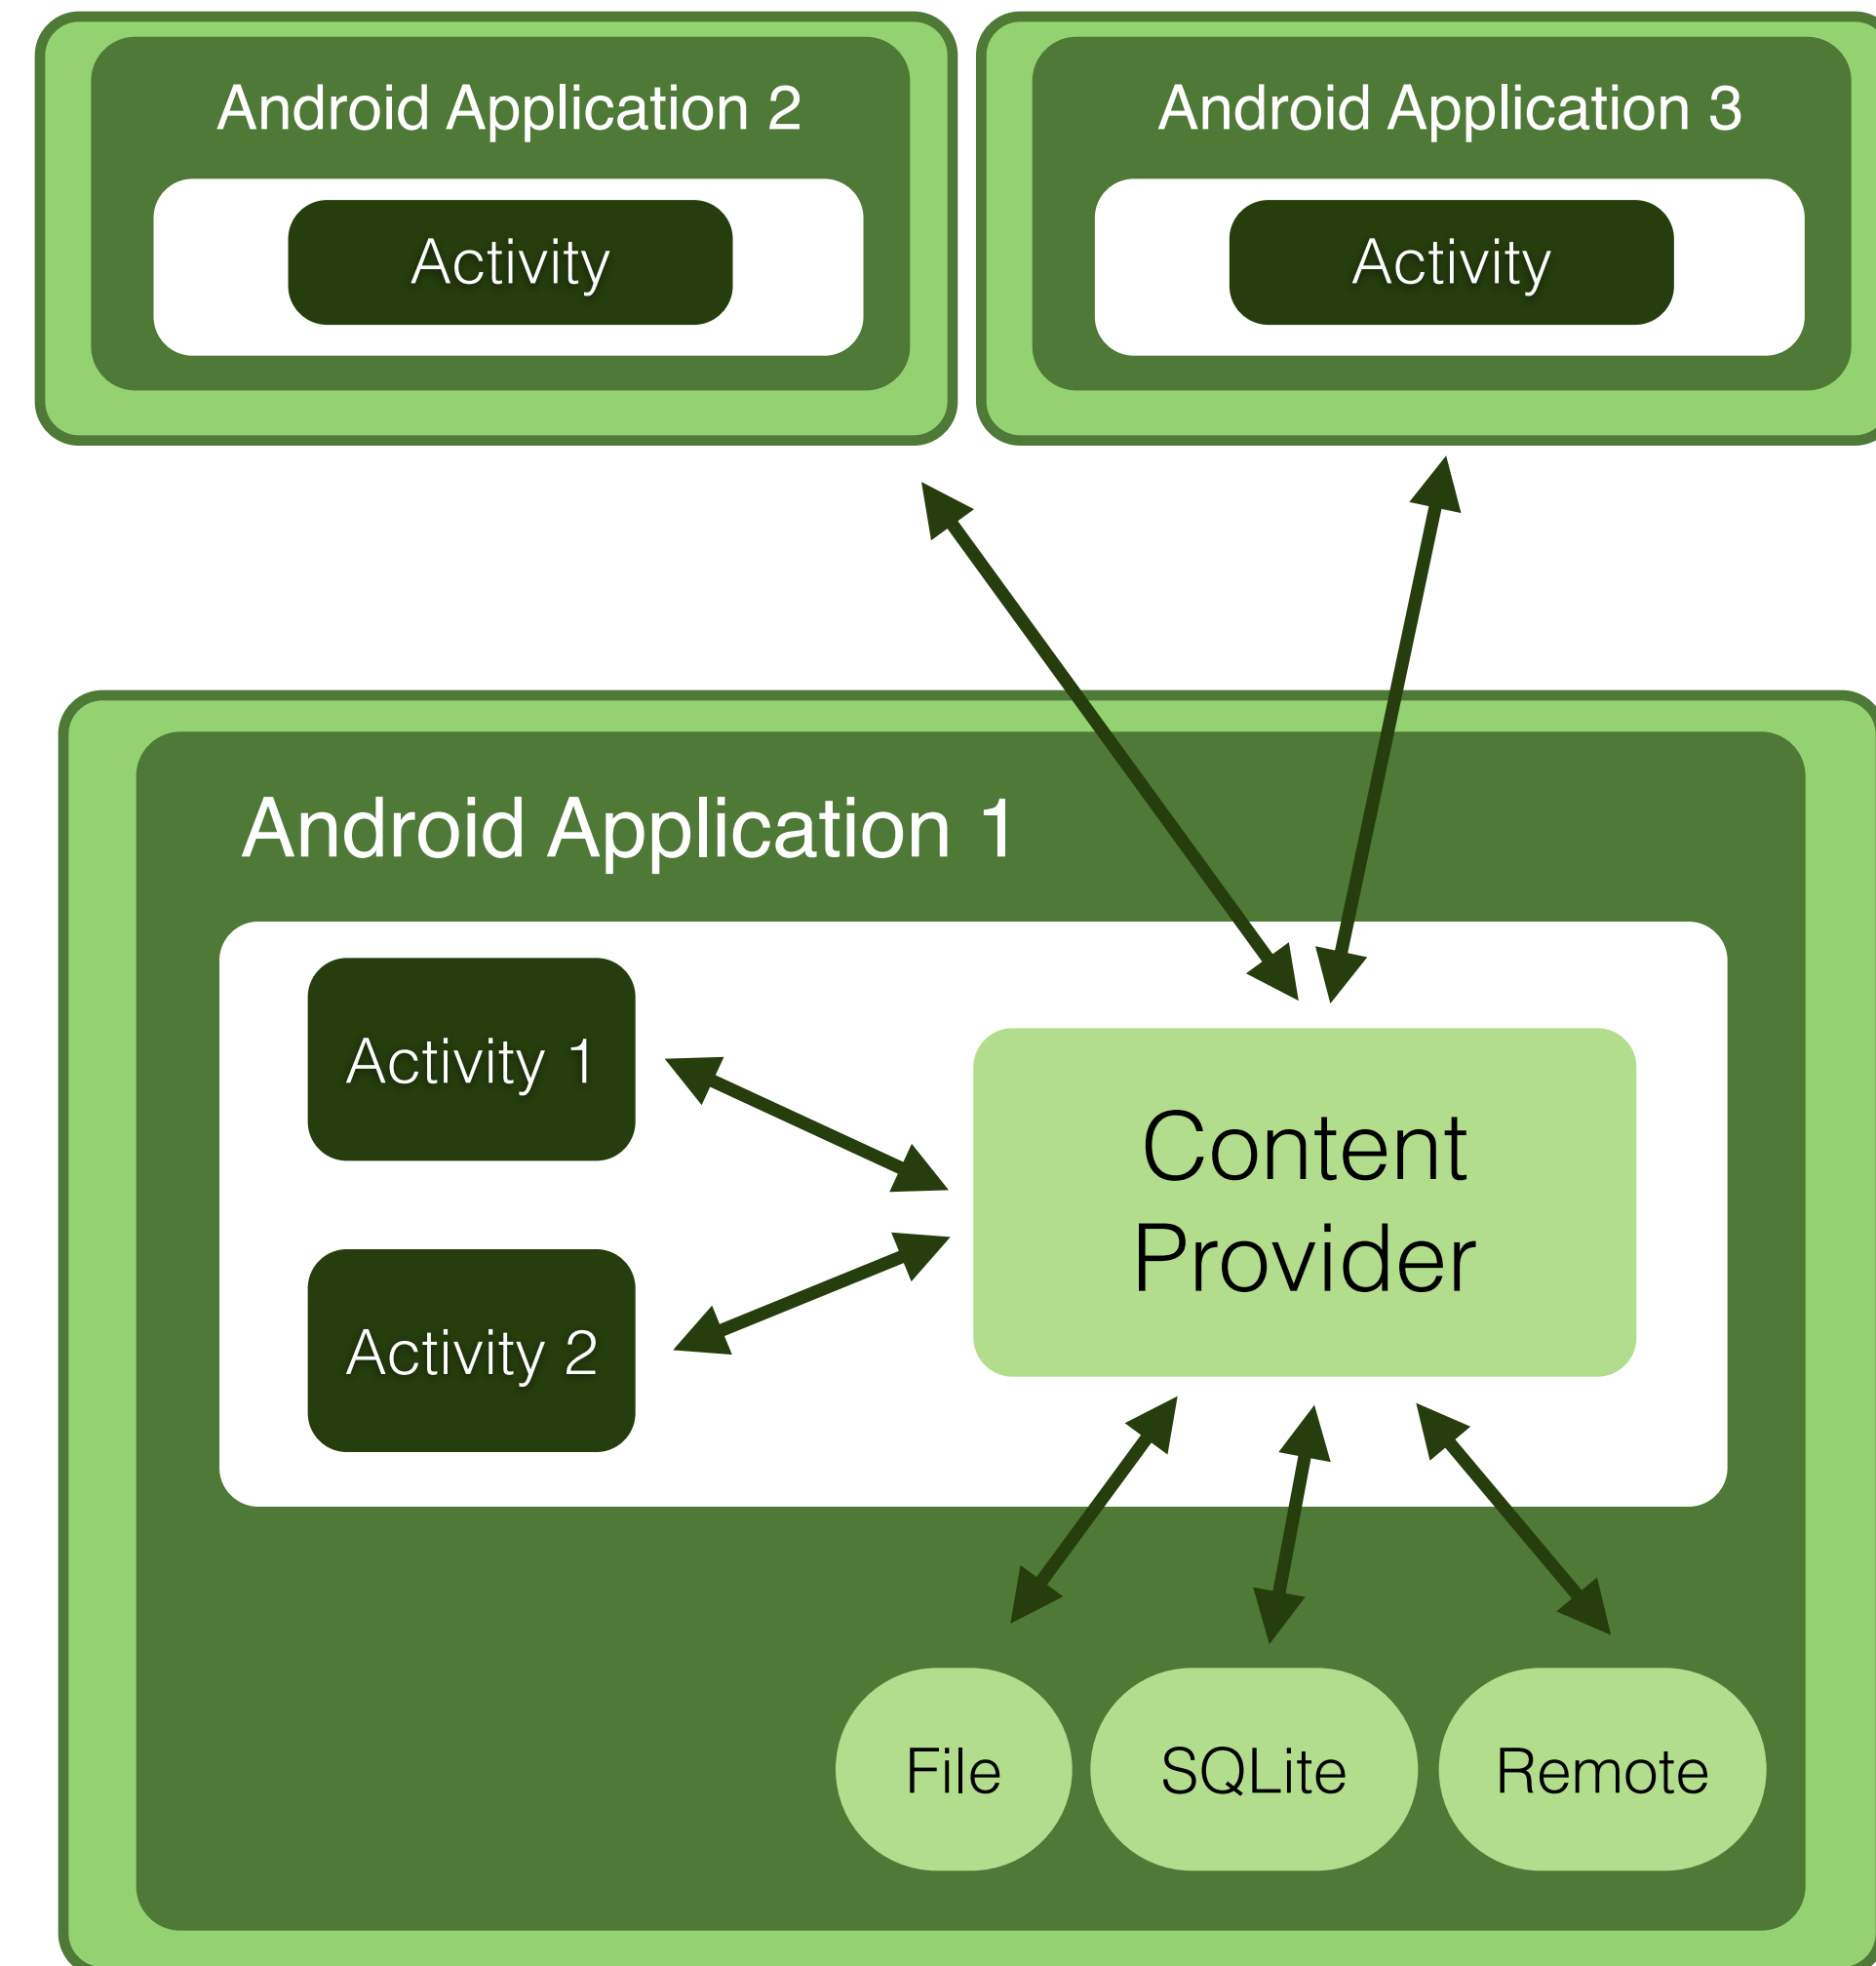 Android Application 2
Activity
Android Application 3
Activity
Android Application 1
Activity 1
Activity 2
Content
Provider
File
SQLite
Remote